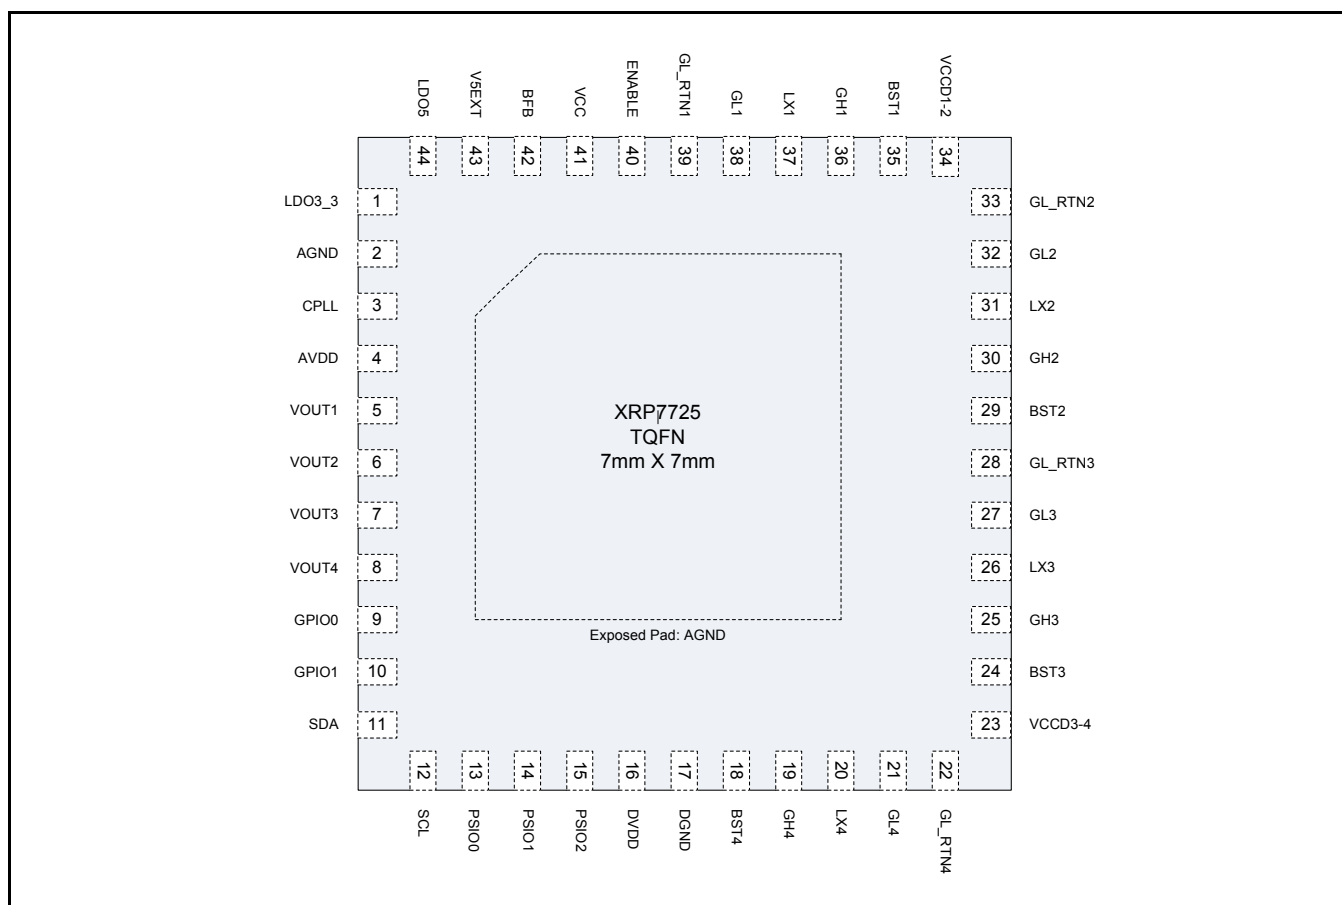 LDO5
V5EXT
BFB
VCC
ENABLE
GL_RTN1
GL1
LX1
GH1
BST1
VCCD1-2
44
43
42
41
40
39
38
37
36
35
34
LDO3_3 1
33 GL_RTN2
AGND 2
32 GL2
CPLL 3
31 LX2
AVDD 4
30 GH2
VOUT1 5
29 BST2
VOUT2 6
28 GL_RTN3
VOUT3 7
27 GL3
VOUT4 8
26 LX3
GPIO0 9
25 GH3
GPIO1 10
24 BST3
SDA 11
23 VCCD3-4
XRP7725
TQFN
7mm X 7mm
Exposed Pad: AGND
12
13
14
15
16
17
18
19
20
21
22
SCL
PSIO0
PSIO1
PSIO2
DVDD
DGND
BST4
GH4
LX4
GL4
GL_RTN4